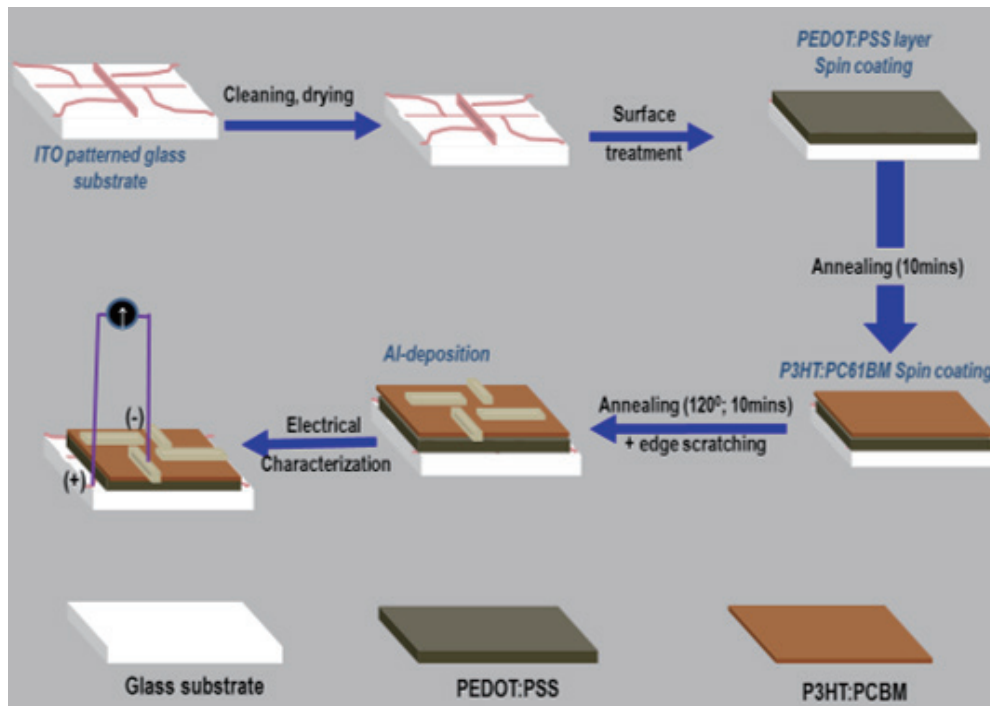 PEDOT:PSS layer
Spin coating
Cleaning, drying
Surface
treatment
ITO patterned glass
substrate
Annealing (10mins)
P3HT:PC61BM Spin coating
Al-deposition
Annealing (120⁰; 10mins)
+ edge scratching
Electrical
Characterization
(-)
(+)
Glass substrate
PEDOT:PSS
P3HT:PCBM